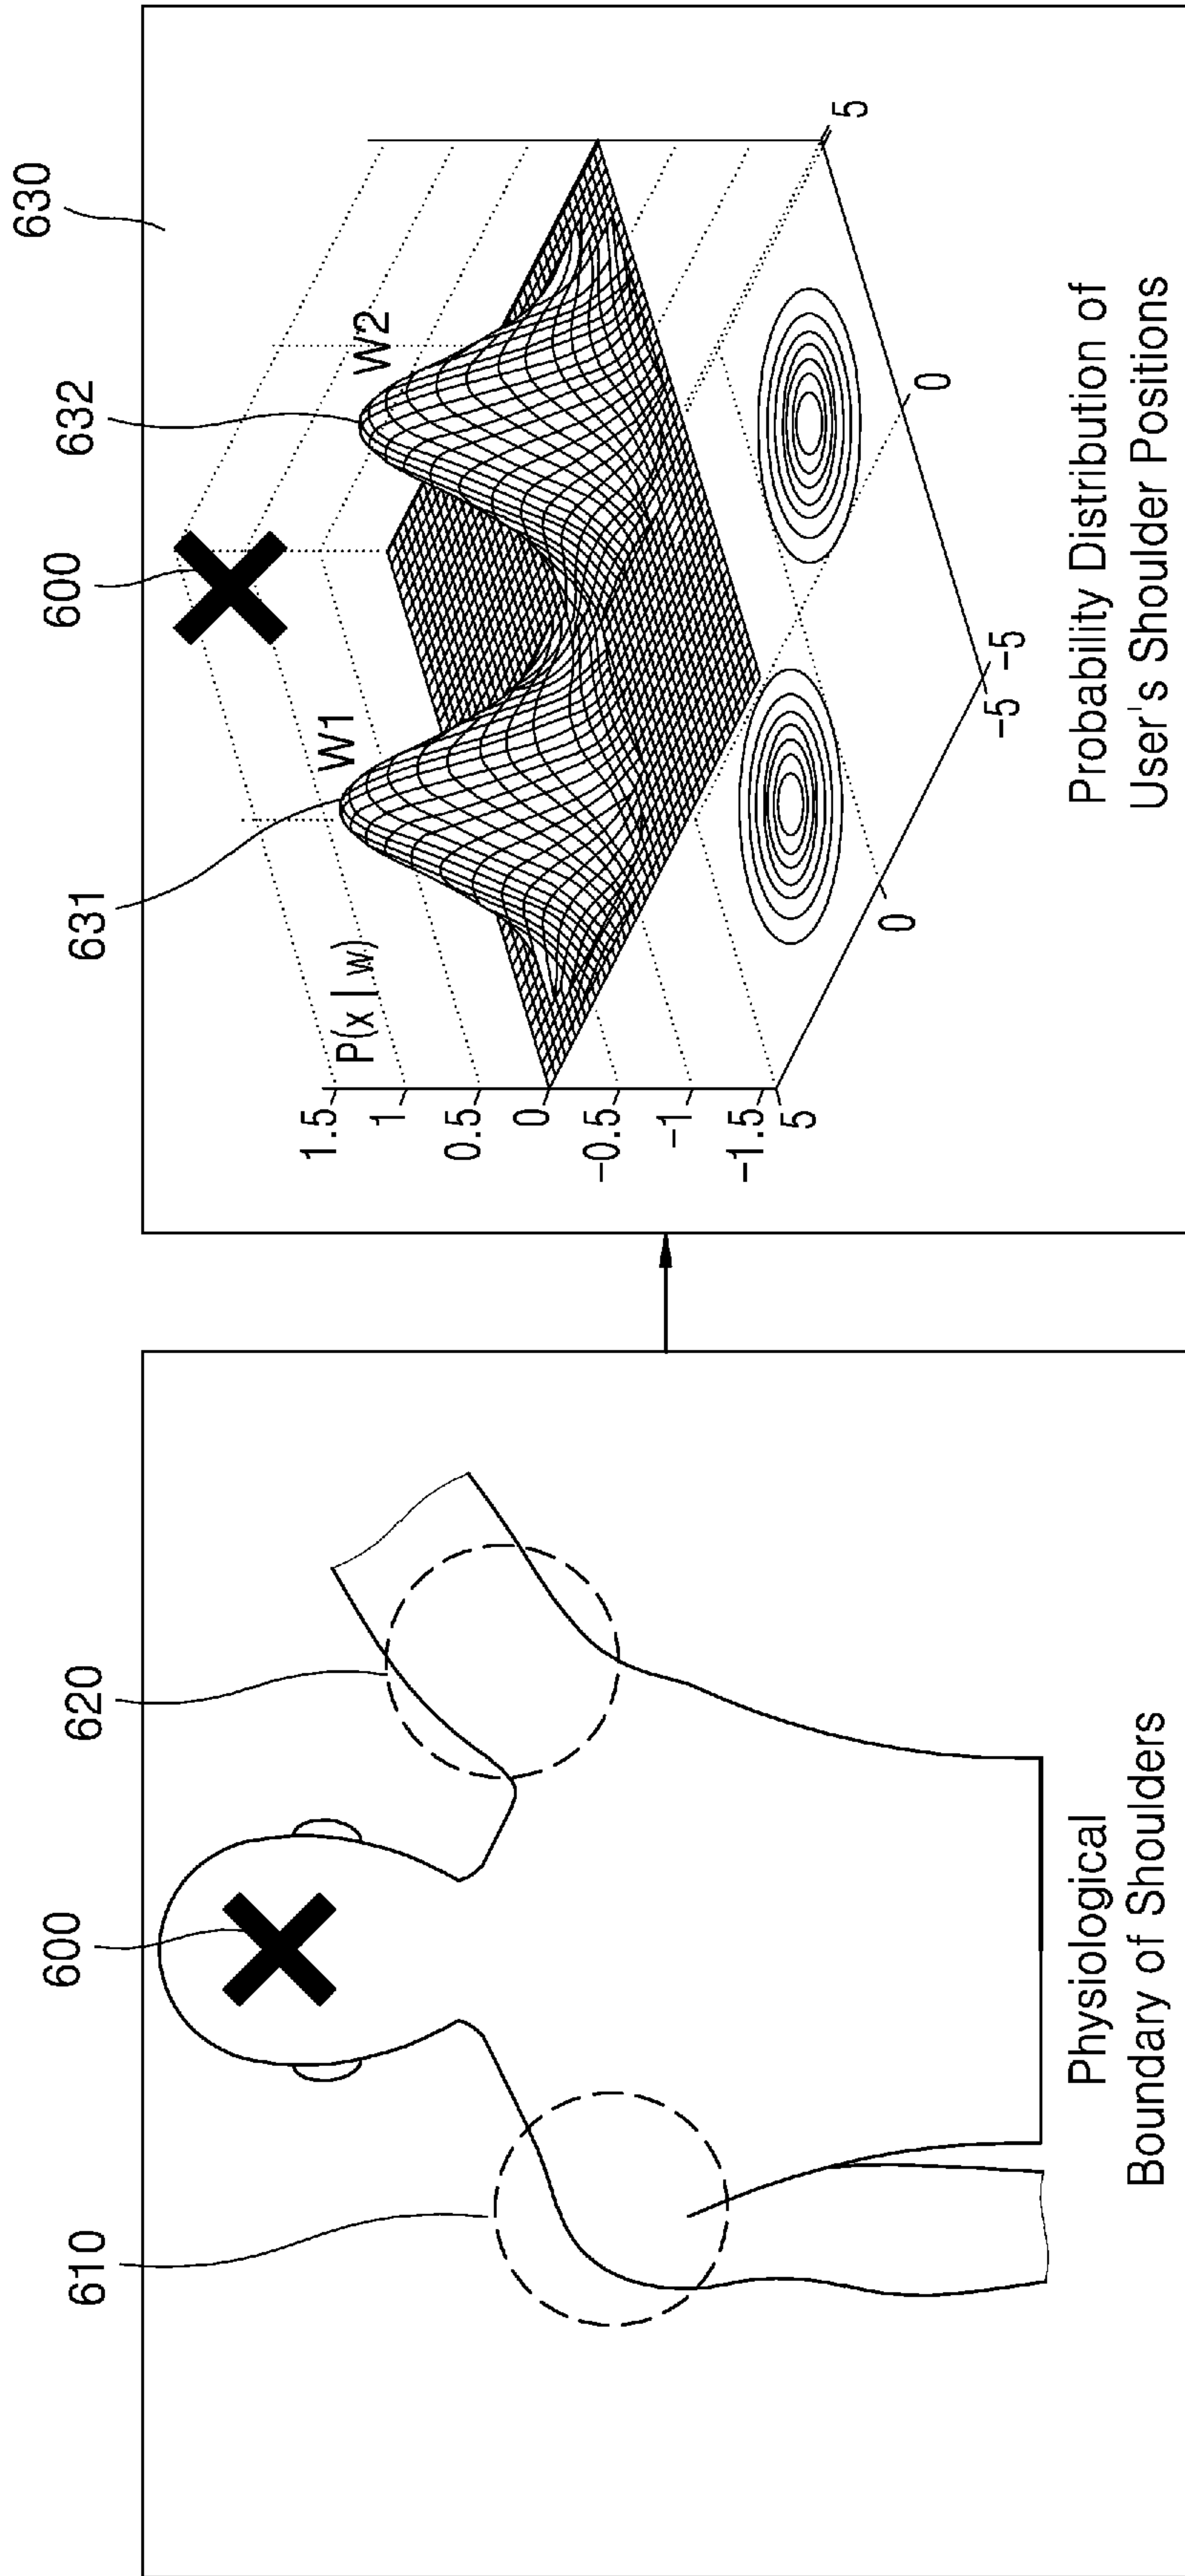 610
600
620
Physiological
Boundary of Shoulders
631
600
632
630
P(x | w)
W1
W2
1.5
1
0.5
0
-0.5
-1
-1.5
5
0
-5
-5
0
5
Probability Distribution of
User's Shoulder Positions